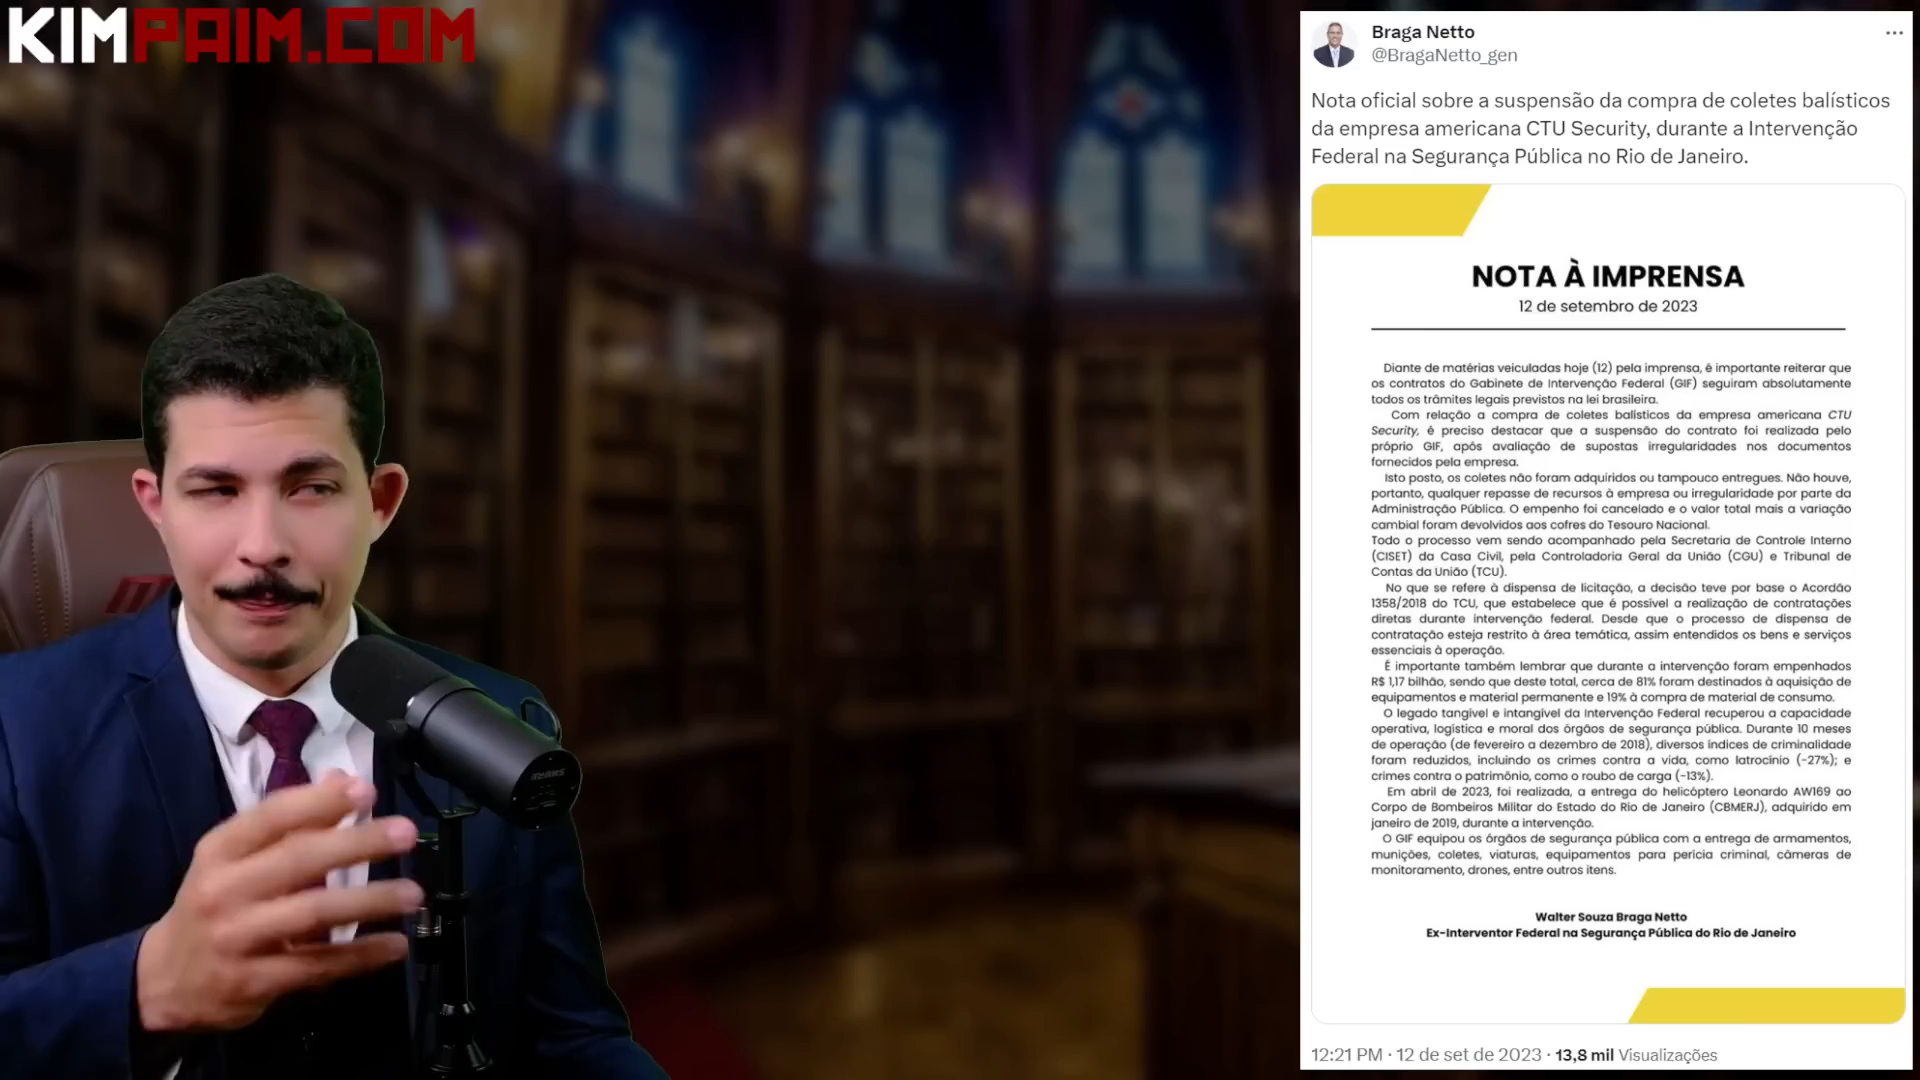 KIMPAIM.COM
Braga Netto
@BragaNetto_gen
Nota oficial sobre a suspensão da compra de coletes balísticos
da empresa americana CTU Security, durante a Intervenção
Federal na Segurança Pública no Rio de Janeiro.
NOTA À IMPRENSA
12 de setembro de 2023
Diante de matérias veiculadas hoje (12) pela imprensa, é importante reiterar que
os contratos do Gabinete de Intervenção Federal (GIF) seguiram absolutamente
todos os trâmites legais previstos na lei brasileira.
Com relação a compra de coletes balísticos da empresa americana CTU
Security, é preciso destacar que a suspensão do contrato foi realizada pelo
próprio GIF, após avaliação de supostas irregularidades nos documentos
fornecidos pela empresa.
Isto posto, os coletes não foram adquiridos ou tampouco entregues. Não houve,
portanto, qualquer repasse de recursos à empresa ou irregularidade por parte da
Administração Pública. O empenho foi cancelado e o valor total mais a variação
cambial foram devolvidos aos cofres do Tesouro Nacional.
Todo o processo vem sendo acompanhado pela Secretaria de Controle Interno
(CISET) da Casa Civil, pela Controladoria Geral da União (CGU) e Tribunal de
Contas da União (TCU).
No que se refere à dispensa de licitação, a decisão teve por base o Acordão
1358/2018 do TCU, que estabelece que é possível a realização de contratações
diretas durante intervenção federal. Desde que o processo de dispensa de
contratação esteja restrito à área temática, assim entendidos os bens e serviços
essenciais à operação.
É importante também lembrar que durante a intervenção foram empenhados
R$ 1,17 bilhão, sendo que deste total, cerca de 81% foram destinados à aquisição de
equipamentos e material permanente e 19% à compra de material de consumo.
O legado tangível e intangível da Intervenção Federal recuperou a capacidade
operativa, logística e moral dos órgãos de segurança pública. Durante 10 meses
de operação (de fevereiro a dezembro de 2018), diversos índices de criminalidade
foram reduzidos, incluindo os crimes contra a vida, como latrocínio (-27%); e
crimes contra o patrimônio, como o roubo de carga (-13%).
Em abril de 2023, foi realizada, a entrega do helicóptero Leonardo AW169 ao
Corpo de Bombeiros Militar do Estado do Rio de Janeiro (CBMERJ), adquirido em
janeiro de 2019, durante a intervenção.
O GIF equipou os órgãos de segurança pública com a entrega de armamentos,
munições, coletes, viaturas, equipamentos para perícia criminal, câmeras de
monitoramento, drones, entre outros itens.
Walter Souza Braga Netto
Ex-Interventor Federal na Segurança Pública do Rio de Janeiro
12:21 PM · 12 de set de 2023 · 13,8 mil Visualizações